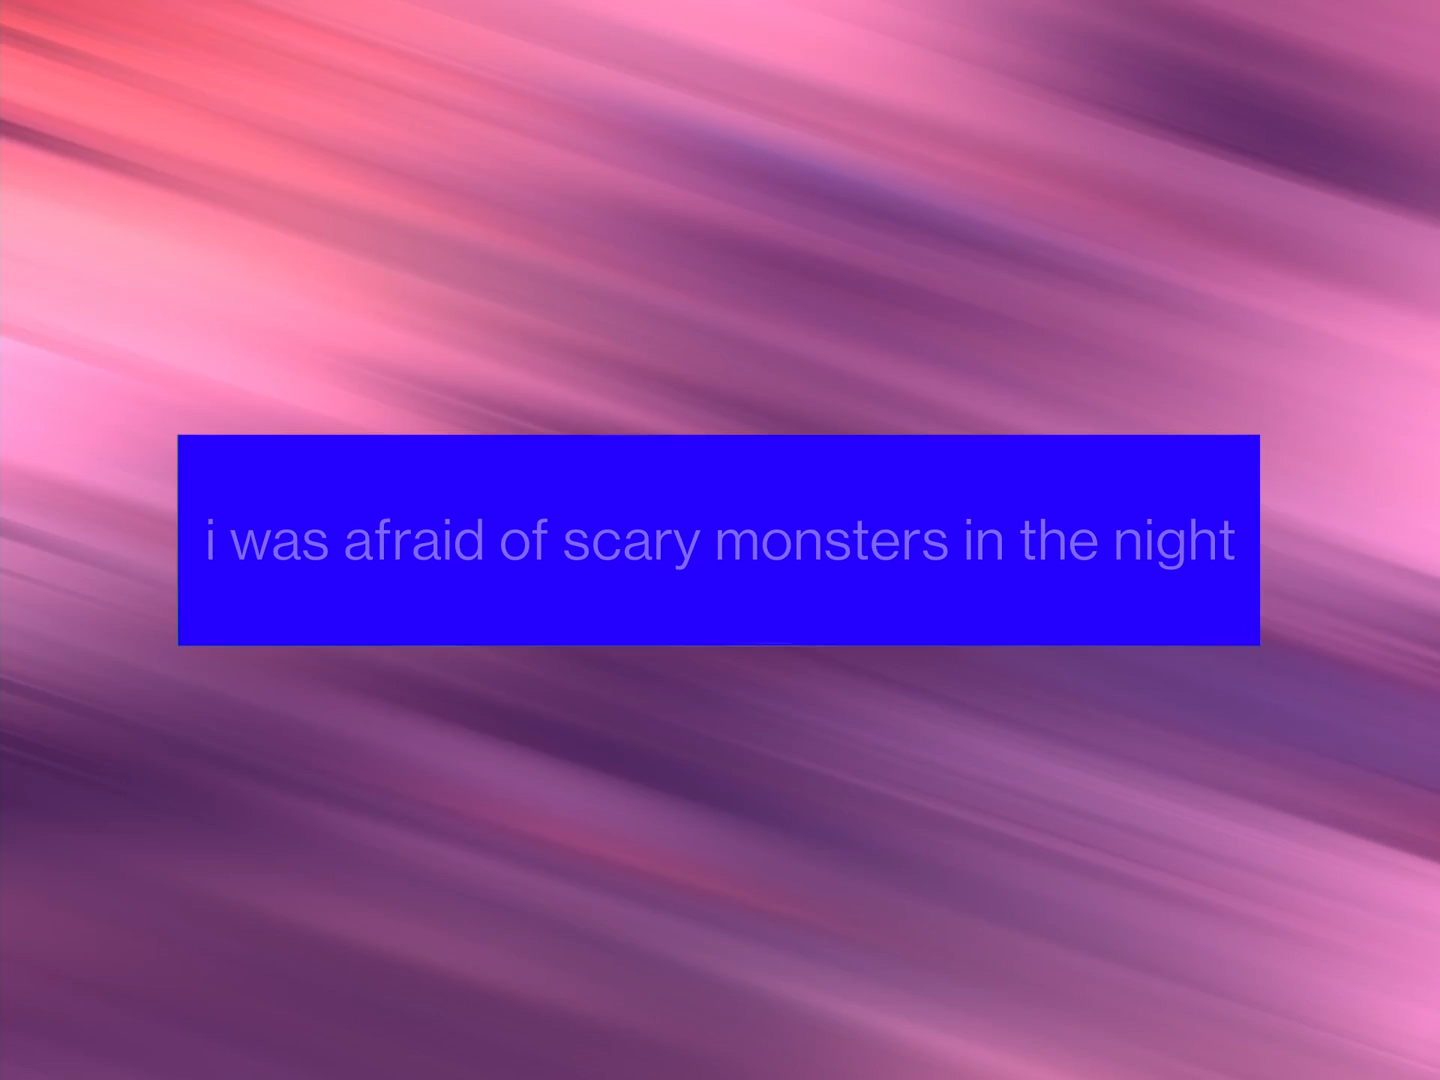 i was afraid of scary monsters in the night